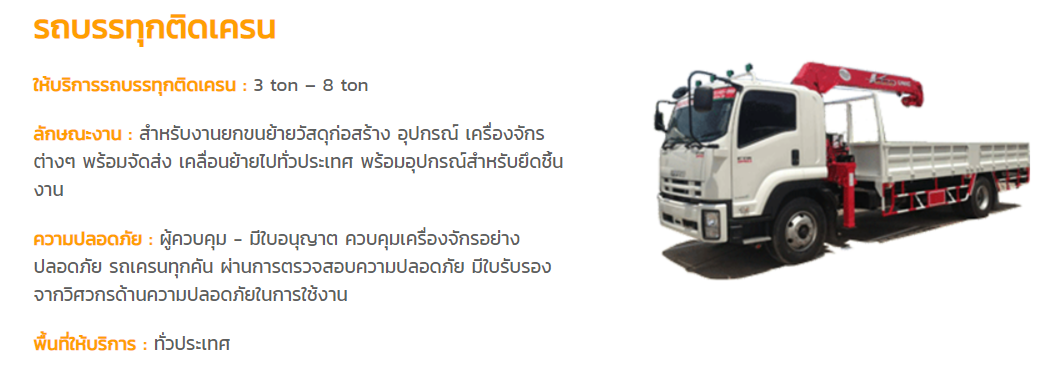 รถบรรทุกติดเครน
ให้บริการรถบรรทุกติดเครน : 3 ton – 8 ton
ลักษณะงาน : สำหรับงานยกขนย้ายวัสดุก่อสร้าง อุปกรณ์ เครื่องจักร
ต่างๆ พร้อมจัดส่ง เคลื่อนย้ายไปทั่วประเทศ พร้อมอุปกรณ์สำหรับยึดชิ้น
งาน
ความปลอดภัย : ผู้ควบคุม - มีใบอนุญาต ควบคุมเครื่องจักรอย่าง
ปลอดภัย รถเครนทุกคัน ผ่านการตรวจสอบความปลอดภัย มีใบรับรอง
จากวิศวกรด้านความปลอดภัยในการใช้งาน
พื้นที่ให้บริการ : ทั่วประเทศ